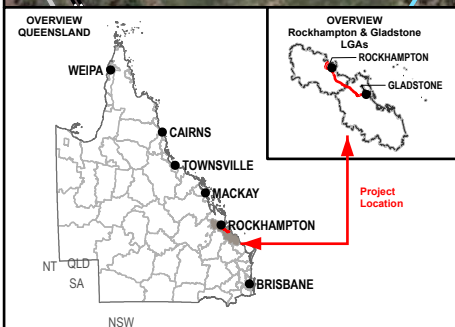 OVERVIEW
QUEENSLAND
WEIPA
CAIRNS
TOWNSVILLE
MACKAY
ROCKHAMPTON
BRISBANE
NT
QLD
SA
NSW
OVERVIEW
Rockhampton & Gladstone
LGAs
ROCKHAMPTON
GLADSTONE
Project
Location